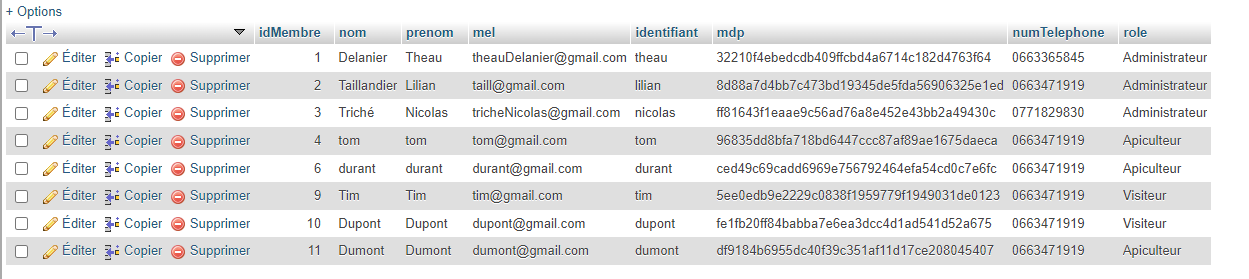 + Options
idMembre nom prenom mel identifiant mdp numTelephone role
Éditer Copier Supprimer 1 Delanier Theau theauDelanier@gmail.com theau 32210f4ebedcdb409ffcbd4a6714c182d4763f64 0663365845 Administrateur
Éditer Copier Supprimer 2 Taillandier Lilian taill@gmail.com lilian 8d88a7d4bb7c473bd19345de5fda56906325e1ed 0663471919 Administrateur
Éditer Copier Supprimer 3 Triché Nicolas tricheNicolas@gmail.com nicolas ff81643f1eaae9c56ad76a8e452e43bb2a49430c 0771829830 Administrateur
Éditer Copier Supprimer 4 tom tom tom@gmail.com tom 96835dd8bfa718bd6447ccc87af89ae1675daeca 0663471919 Apiculteur
Éditer Copier Supprimer 6 durant durant durant@gmail.com durant ced49c69cadd6969e756792464efa54cd0c7e6fc 0663471919 Apiculteur
Éditer Copier Supprimer 9 Tim Tim tim@gmail.com tim 5ee0edb9e2229c0838f1959779f1949031de0123 0663471919 Visiteur
Éditer Copier Supprimer 10 Dupont Dupont dupont@gmail.com dupont fe1fb20ff84babba7e6ea3dcc4d1ad541d52a675 0663471919 Visiteur
Éditer Copier Supprimer 11 Dumont Dumont dumont@gmail.com dumont df9184b6955dc40f39c351af11d17ce208045407 0663471919 Apiculteur